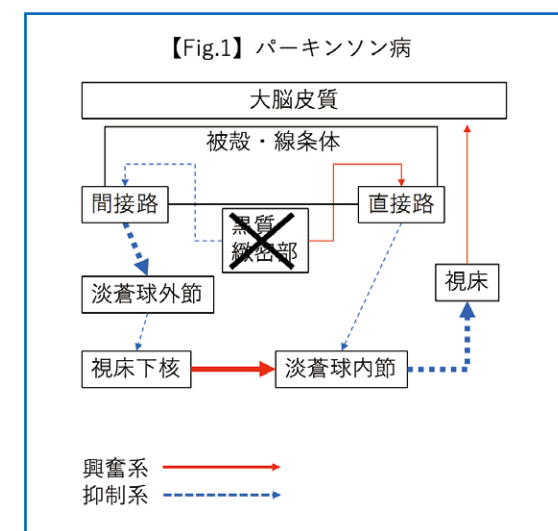 【Fig.1】パーキンソン病
大脳皮質
被殻・線条体
間接路
黒質
緻密部
直接路
淡蒼球外節
視床
視床下核
淡蒼球内節
興奮系
抑制系